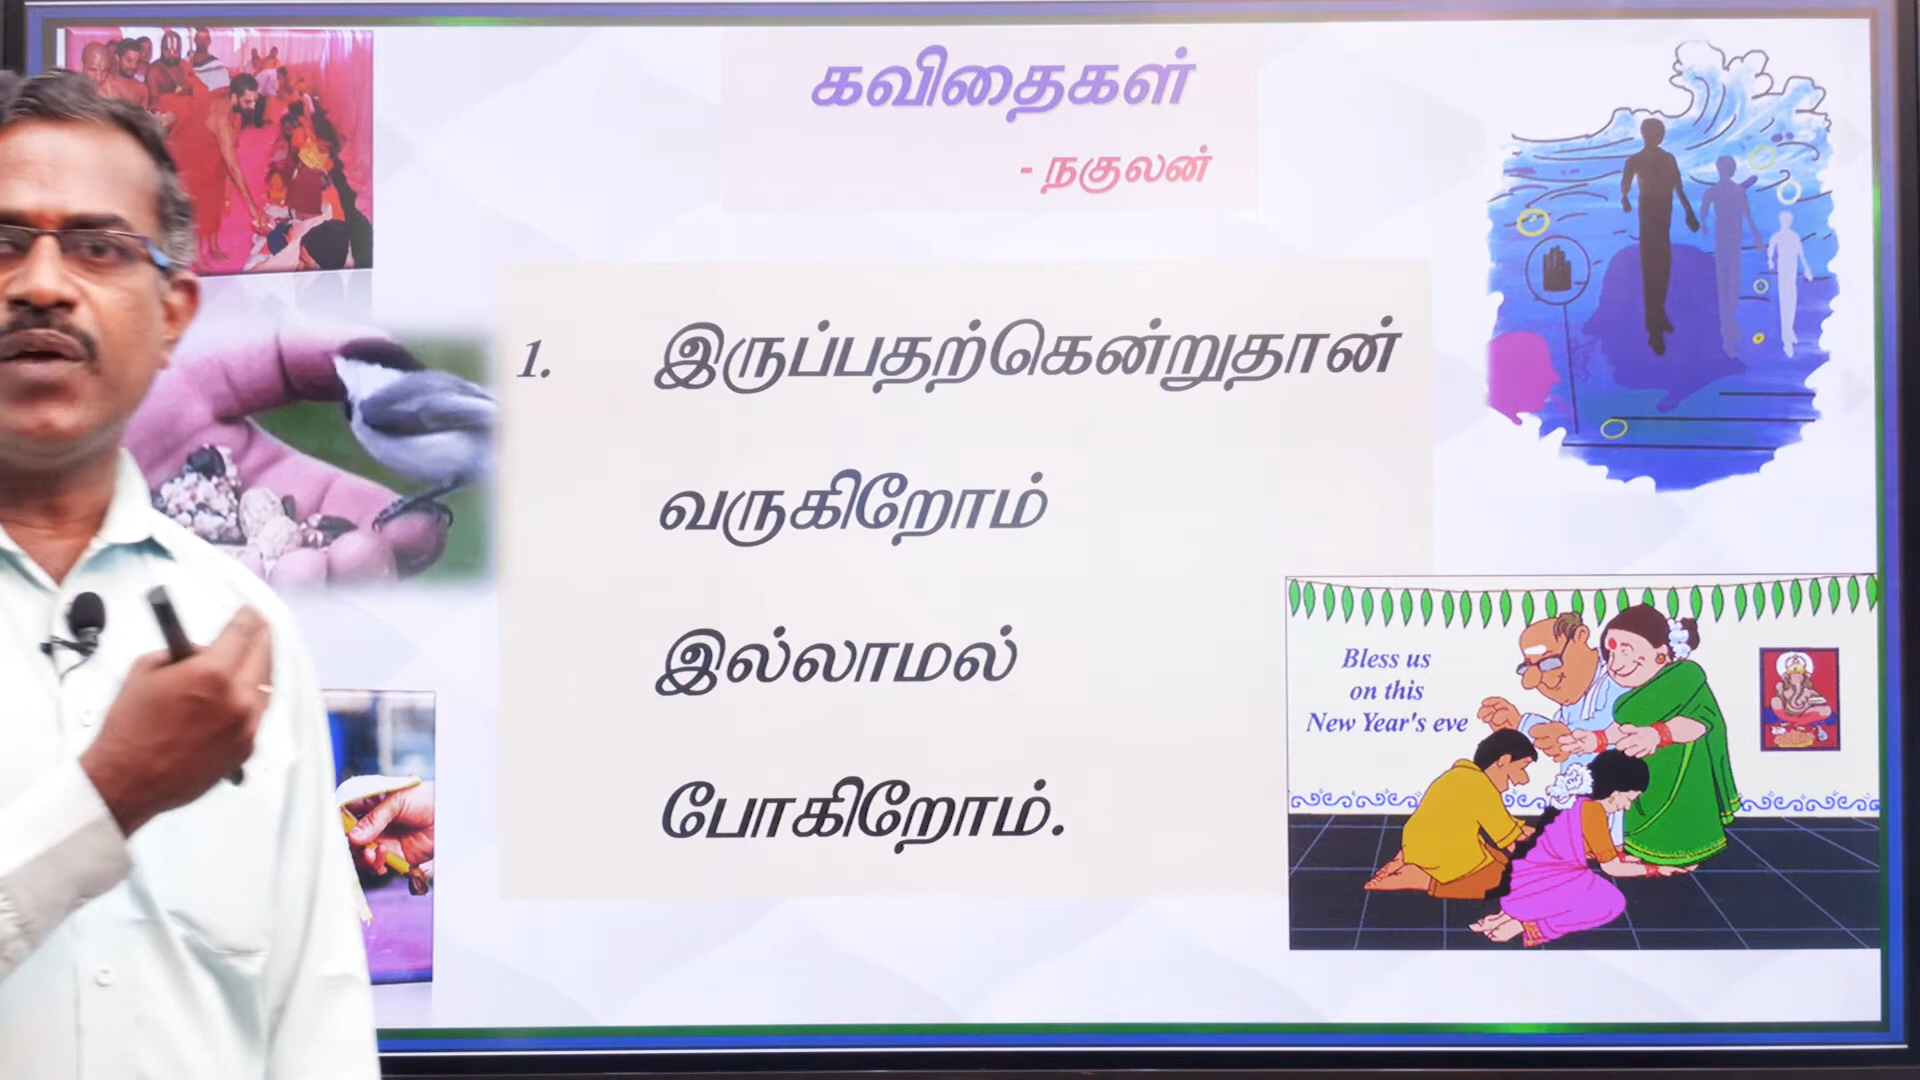 கவிதைகள்
- நகுலன்
1. இருப்பதற்கென்றுதான்
வருகிறோம்
இல்லாமல்
போகிறோம்.
Bless us
on this
New Year's eve